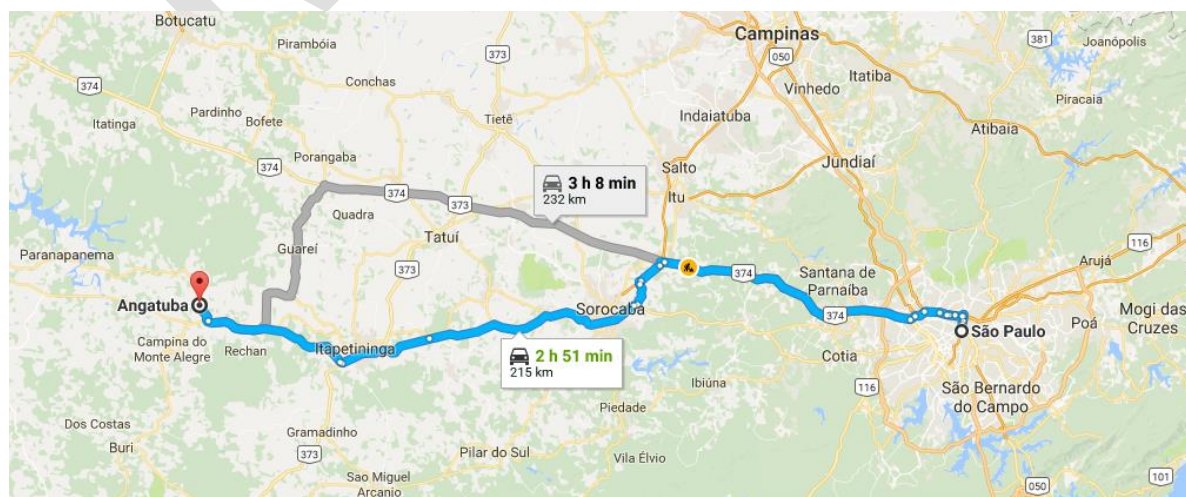 Botucatu
Pirambóia
373
Campinas
050
381
Joanópolis
374
Conchas
Itatiba
Vinhedo
Piracaia
Itatinga
Pardinho
Bofete
Tietê
Indaiatuba
Atibaia
Porangaba
374
Salto
Jundiaí
374
373
3 h 8 min
232 km
Itu
Quadra
Tatuí
Guareí
116
Paranapanema
373
374
Santana de
Parnaíba
Arujá
Angatuba
Sorocaba
374
São Paulo
Poá
Mogi das
Cruzes
Campina do
Monte Alegre
Rechan
Itapetininga
2 h 51 min
215 km
Cotia
116
Ibiúna
São Bernardo
do Campo
Piedade
Dos Costas
Buri
Gramadinho
373
Pilar do Sul
Vila Élvio
Sao Miguel
Arcanio
050
101